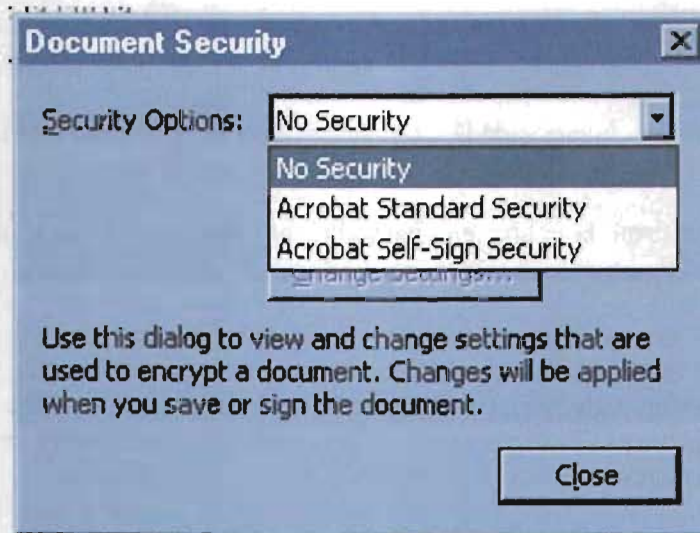 Document Security
Security Options: No Security
No Security
Acrobat Standard Security
Acrobat Self-Sign Security
Change Settings...
Use this dialog to view and change settings that are
used to encrypt a document. Changes will be applied
when you save or sign the document.
Close